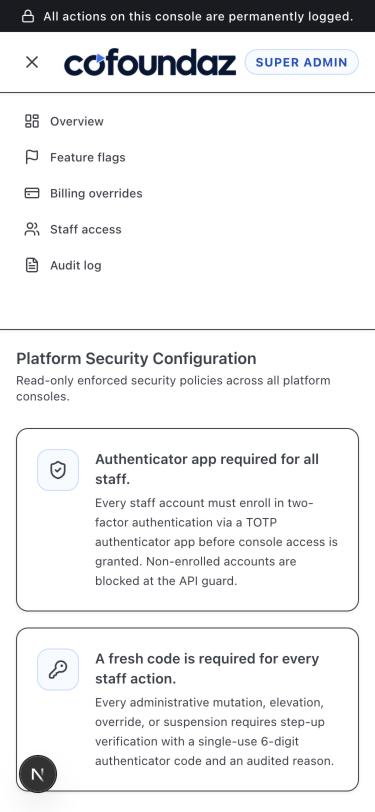 All actions on this console are permanently logged.
cofoundaz
SUPER ADMIN
Overview
Feature flags
Billing overrides
Staff access
Audit log
Platform Security Configuration
Read-only enforced security policies across all platform
consoles.
Authenticator app required for all
staff.
Every staff account must enroll in two-
factor authentication via a TOTP
authenticator app before console access is
granted. Non-enrolled accounts are
blocked at the API guard.
A fresh code is required for every
staff action.
Every administrative mutation, elevation,
override, or suspension requires step-up
verification with a single-use 6-digit
authenticator code and an audited reason.
N